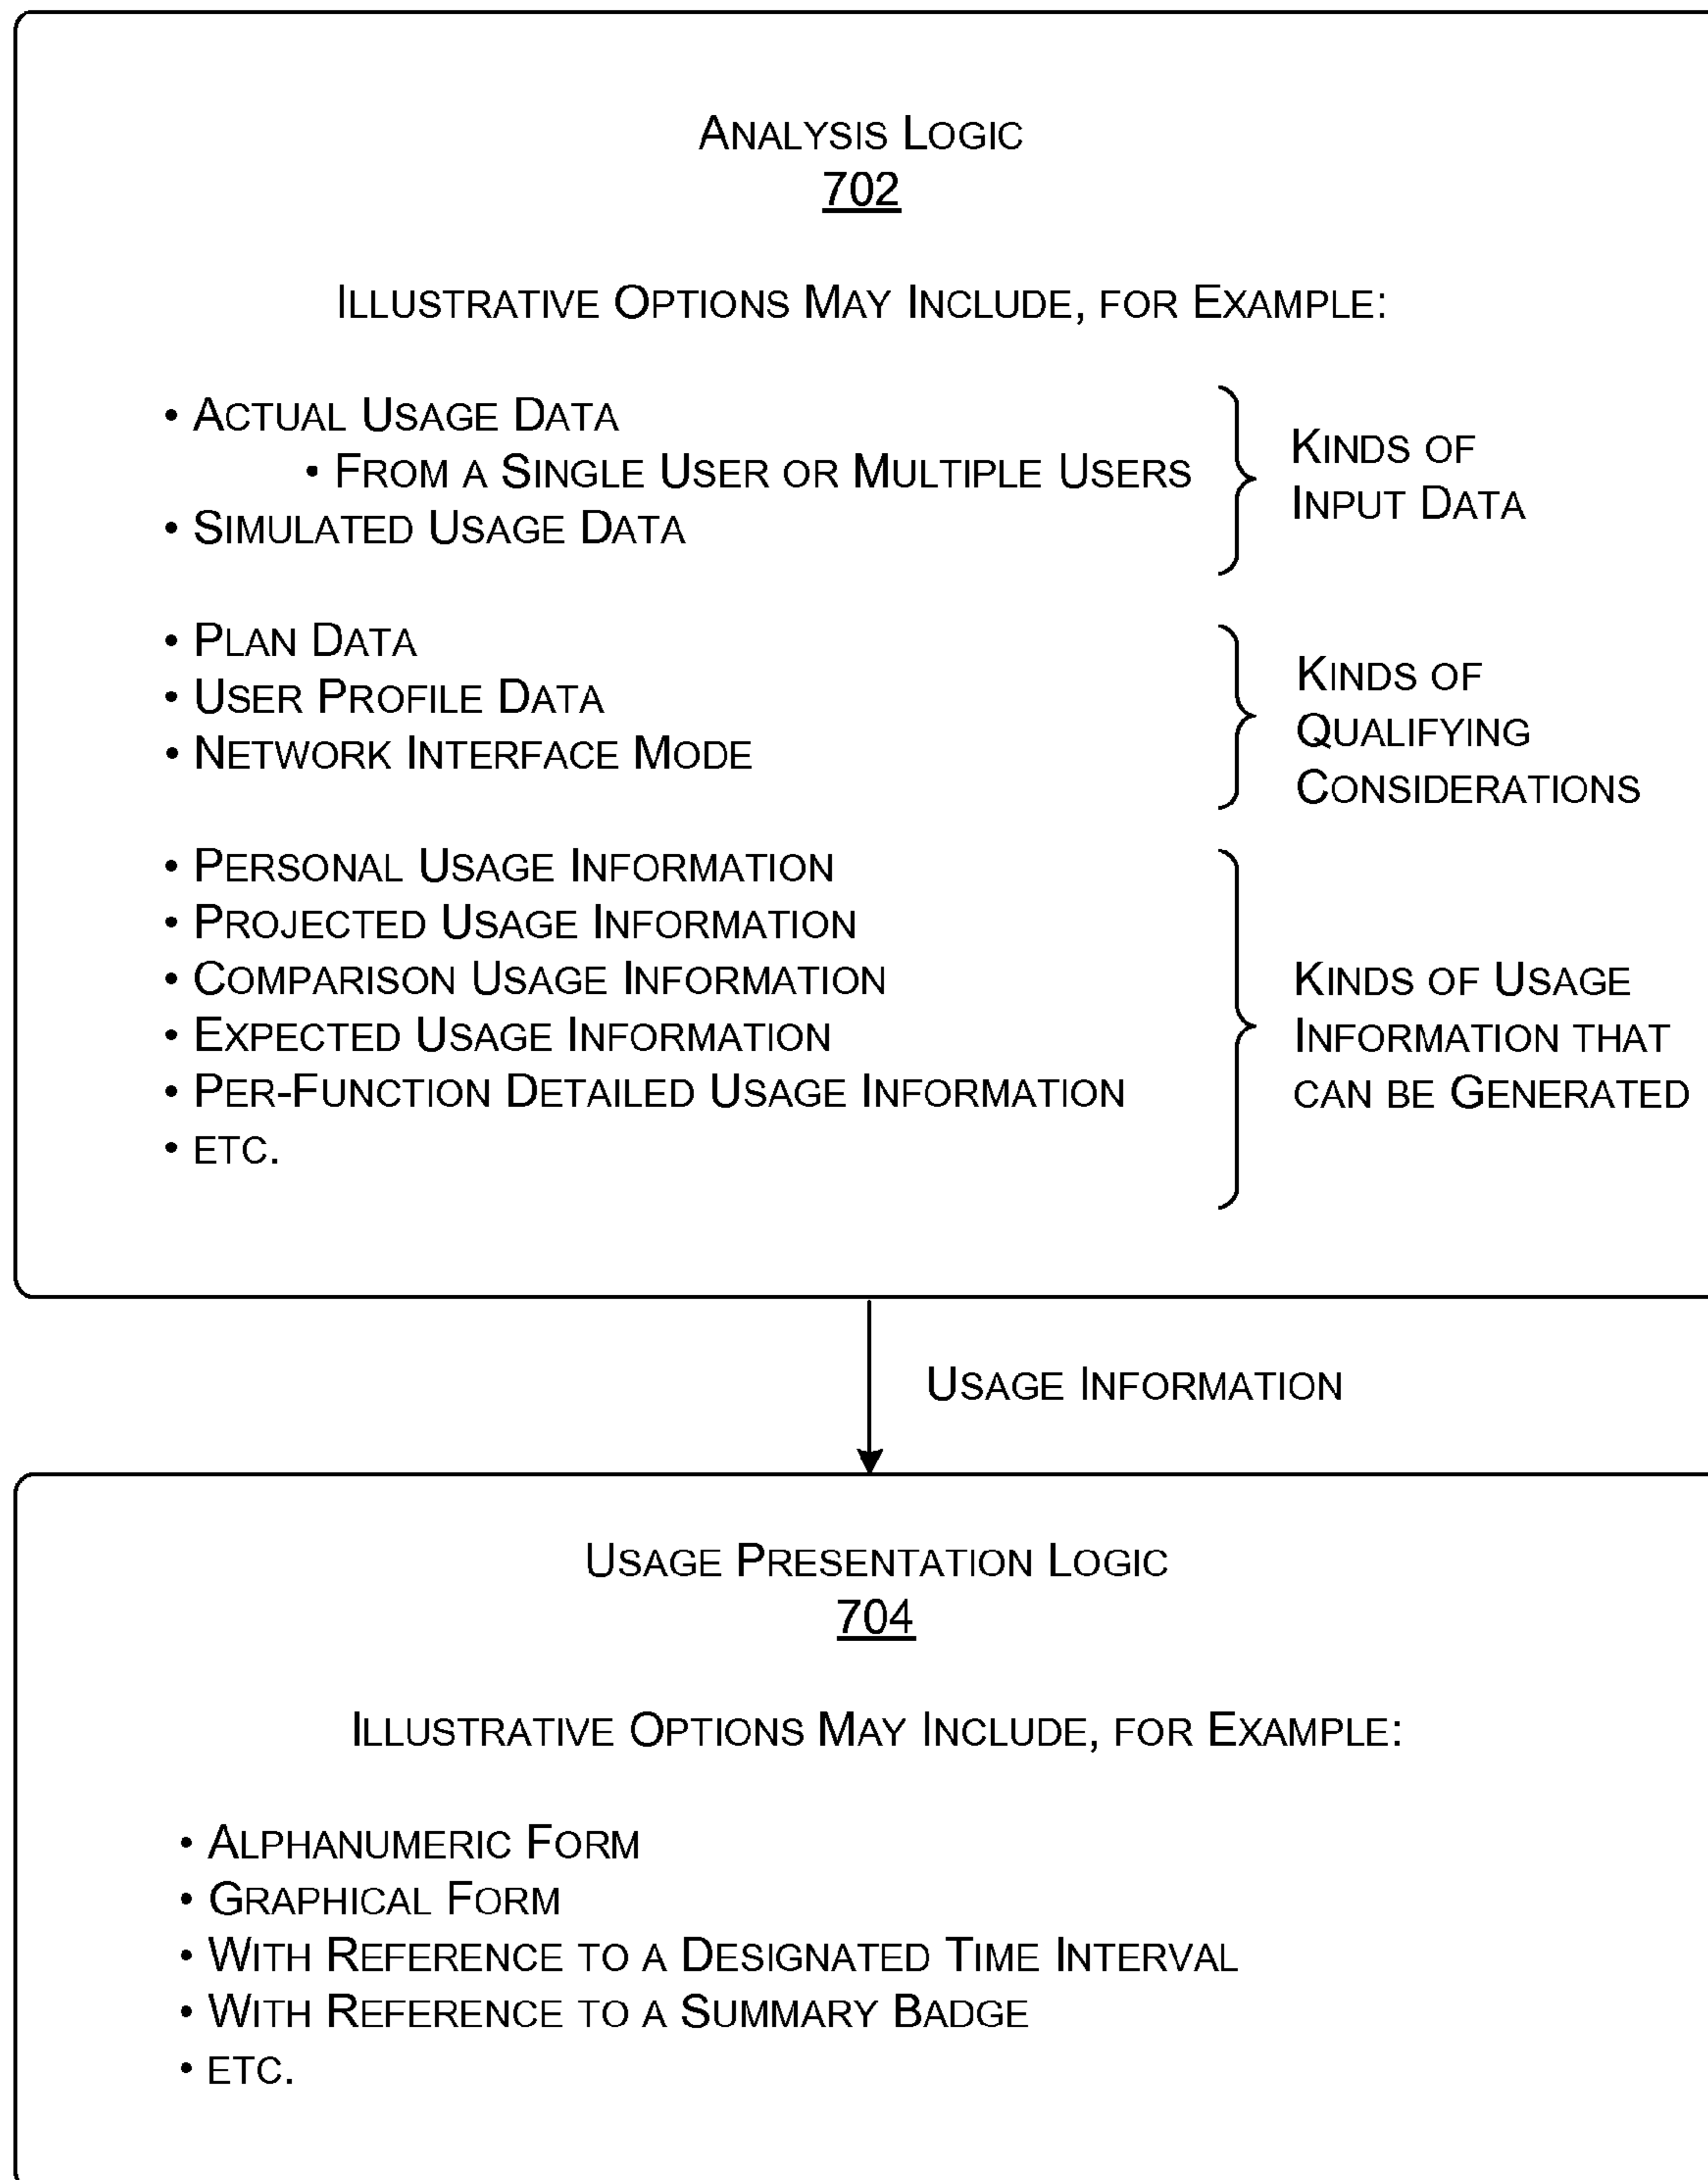 ANALYSIS LOGIC
702
ILLUSTRATIVE OPTIONS MAY INCLUDE, FOR EXAMPLE:
• ACTUAL USAGE DATA
• FROM A SINGLE USER OR MULTIPLE USERS
• SIMULATED USAGE DATA
KINDS OF
INPUT DATA
• PLAN DATA
• USER PROFILE DATA
• NETWORK INTERFACE MODE
KINDS OF
QUALIFYING
CONSIDERATIONS
• PERSONAL USAGE INFORMATION
• PROJECTED USAGE INFORMATION
• COMPARISON USAGE INFORMATION
• EXPECTED USAGE INFORMATION
• PER-FUNCTION DETAILED USAGE INFORMATION
• ETC.
KINDS OF USAGE
INFORMATION THAT
CAN BE GENERATED
USAGE INFORMATION
USAGE PRESENTATION LOGIC
704
ILLUSTRATIVE OPTIONS MAY INCLUDE, FOR EXAMPLE:
• ALPHANUMERIC FORM
• GRAPHICAL FORM
• WITH REFERENCE TO A DESIGNATED TIME INTERVAL
• WITH REFERENCE TO A SUMMARY BADGE
• ETC.